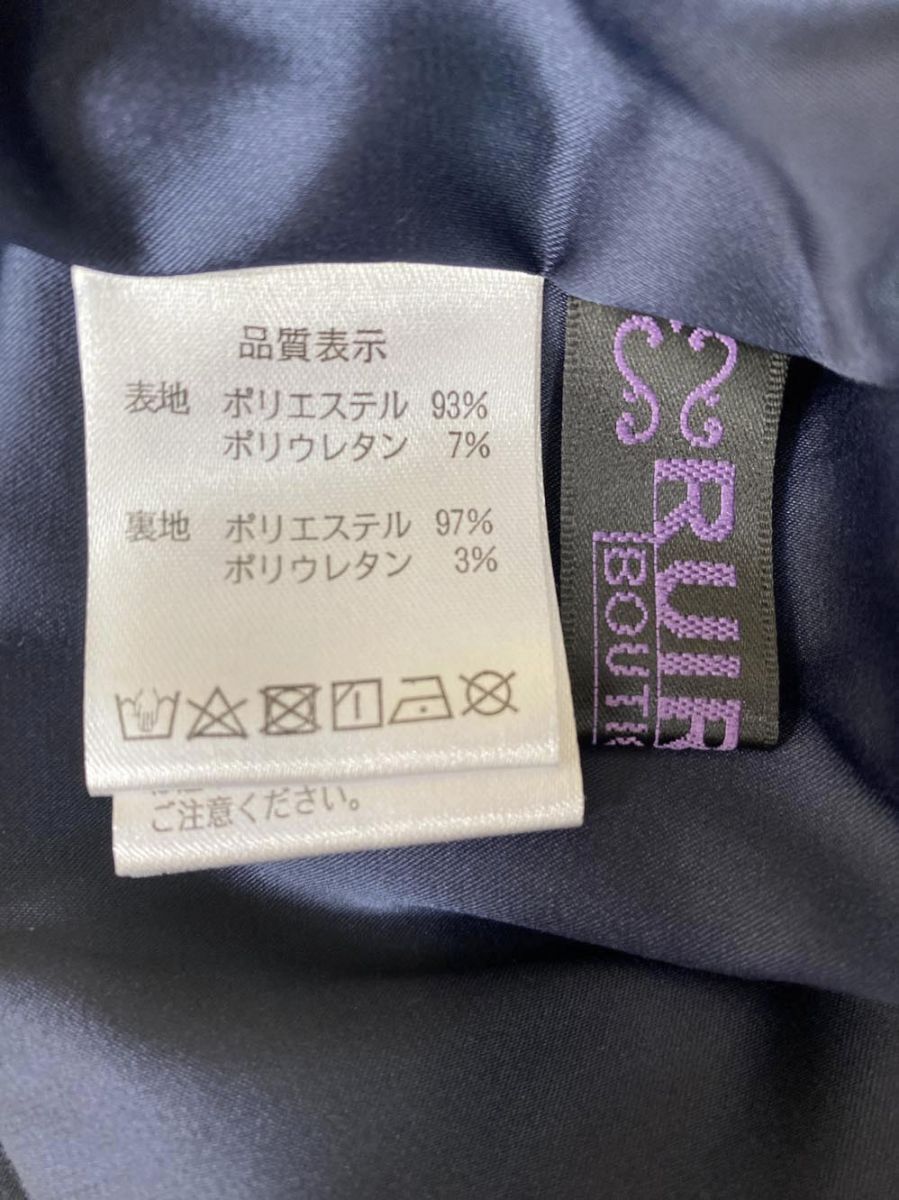 品質表示
表地 ポリエステル 93%
ポリウレタン 7%
裏地 ポリエステル 97%
ポリウレタン 3%
ご注意ください。
RUIR
BOUTI